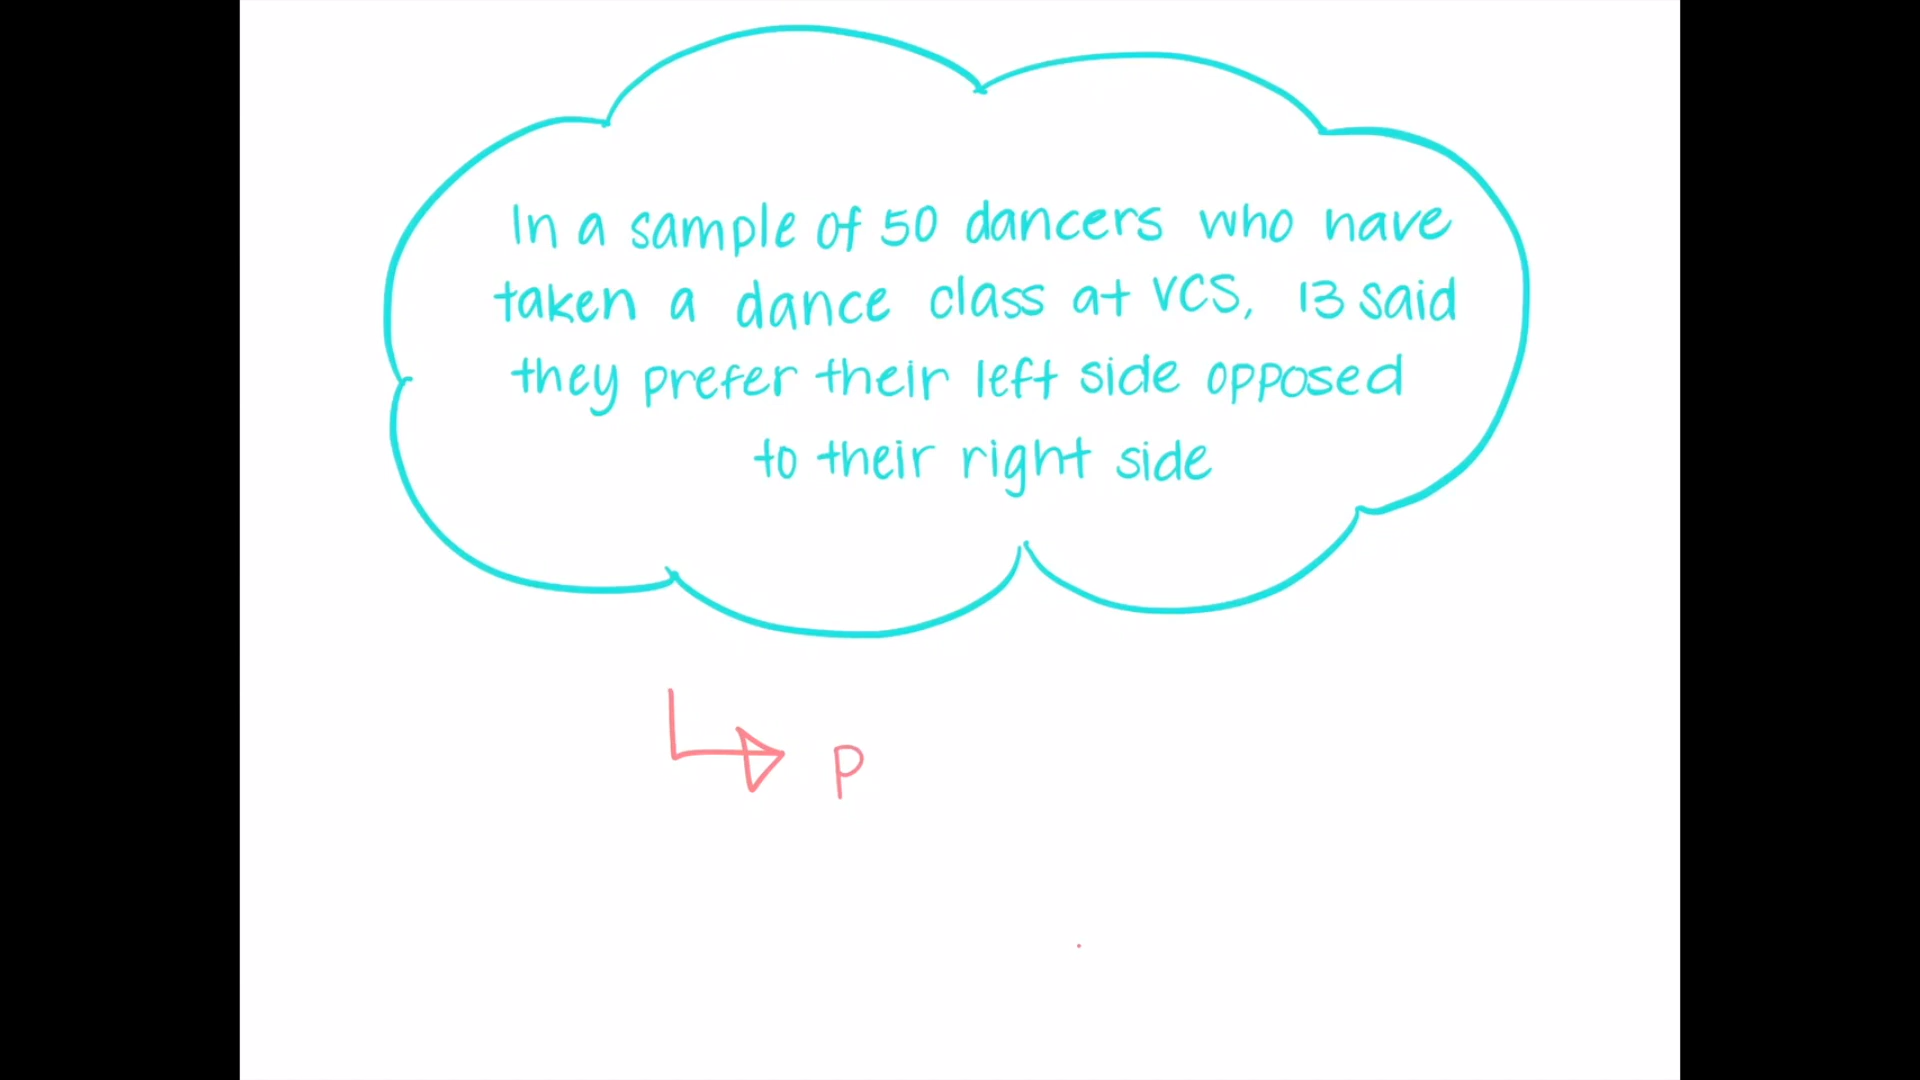 In a sample of 50 dancers who have
taken a dance class at VCS, 13 said
they prefer their left side opposed
to their right side
P